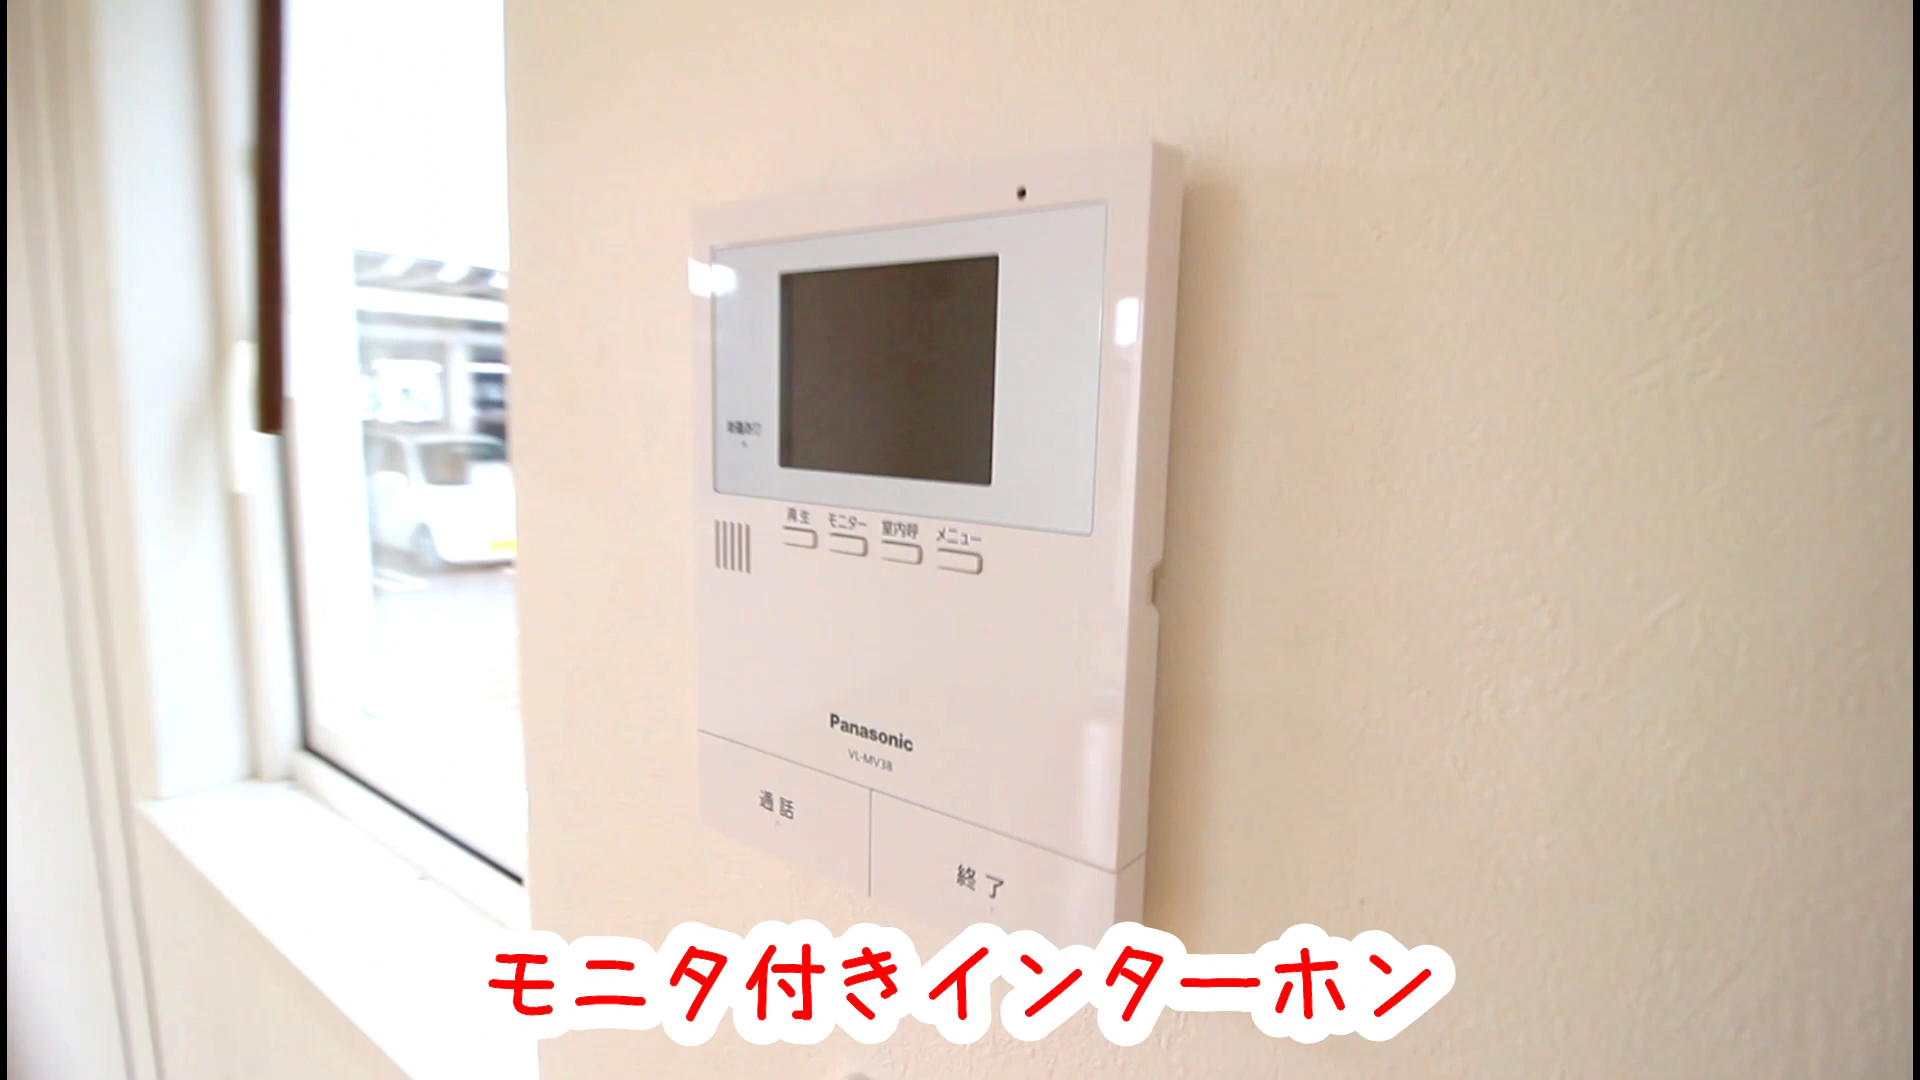 再生 モニター 室内呼 メニュー
Panasonic
VL-MV38
通話
終了
モニタ付きインターホン